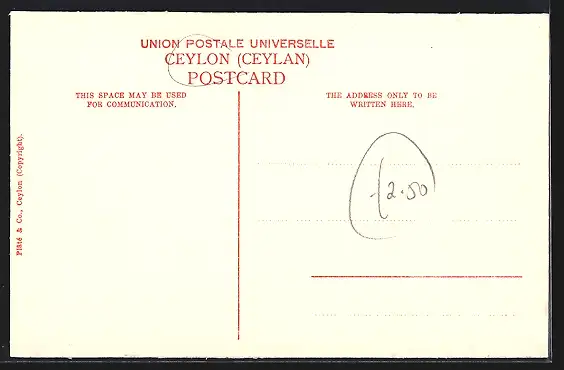 UNION POSTALE UNIVERSELLE
CEYLON (CEYLAN)
POSTCARD
THIS SPACE MAY BE USED
FOR COMMUNICATION.
THE ADDRESS ONLY TO BE
WRITTEN HERE.
Plâté & Co., Ceylon (Copyright).
£2.50